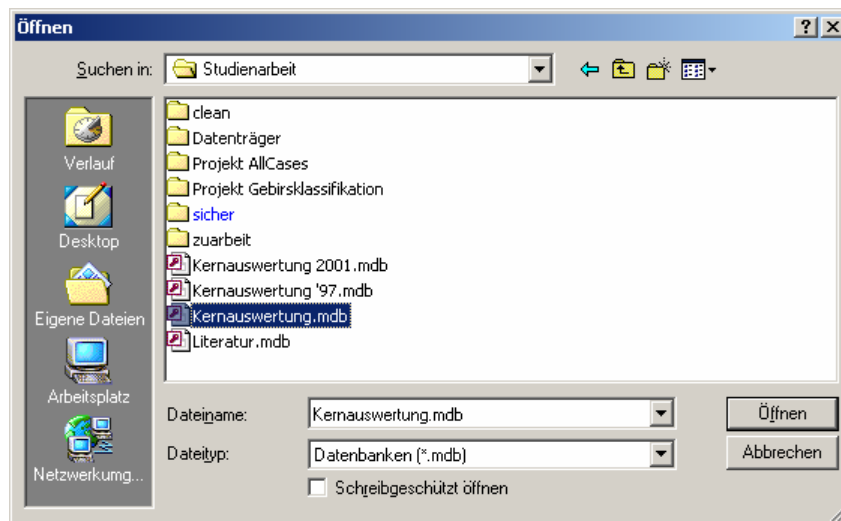 Öffnen
Suchen in: Studienarbeit
Verlauf
Desktop
Eigene Dateien
Arbeitsplatz
Netzwerkumg...
clean
Datenträger
Projekt AllCases
Projekt Gebirsklassifikation
sicher
zuarbeit
Kernauswertung 2001.mdb
Kernauswertung '97.mdb
Kernauswertung.mdb
Literatur.mdb
Dateiname: Kernauswertung.mdb Öffnen
Dateityp: Datenbanken (*.mdb) Abbrechen
Schreibgeschützt öffnen